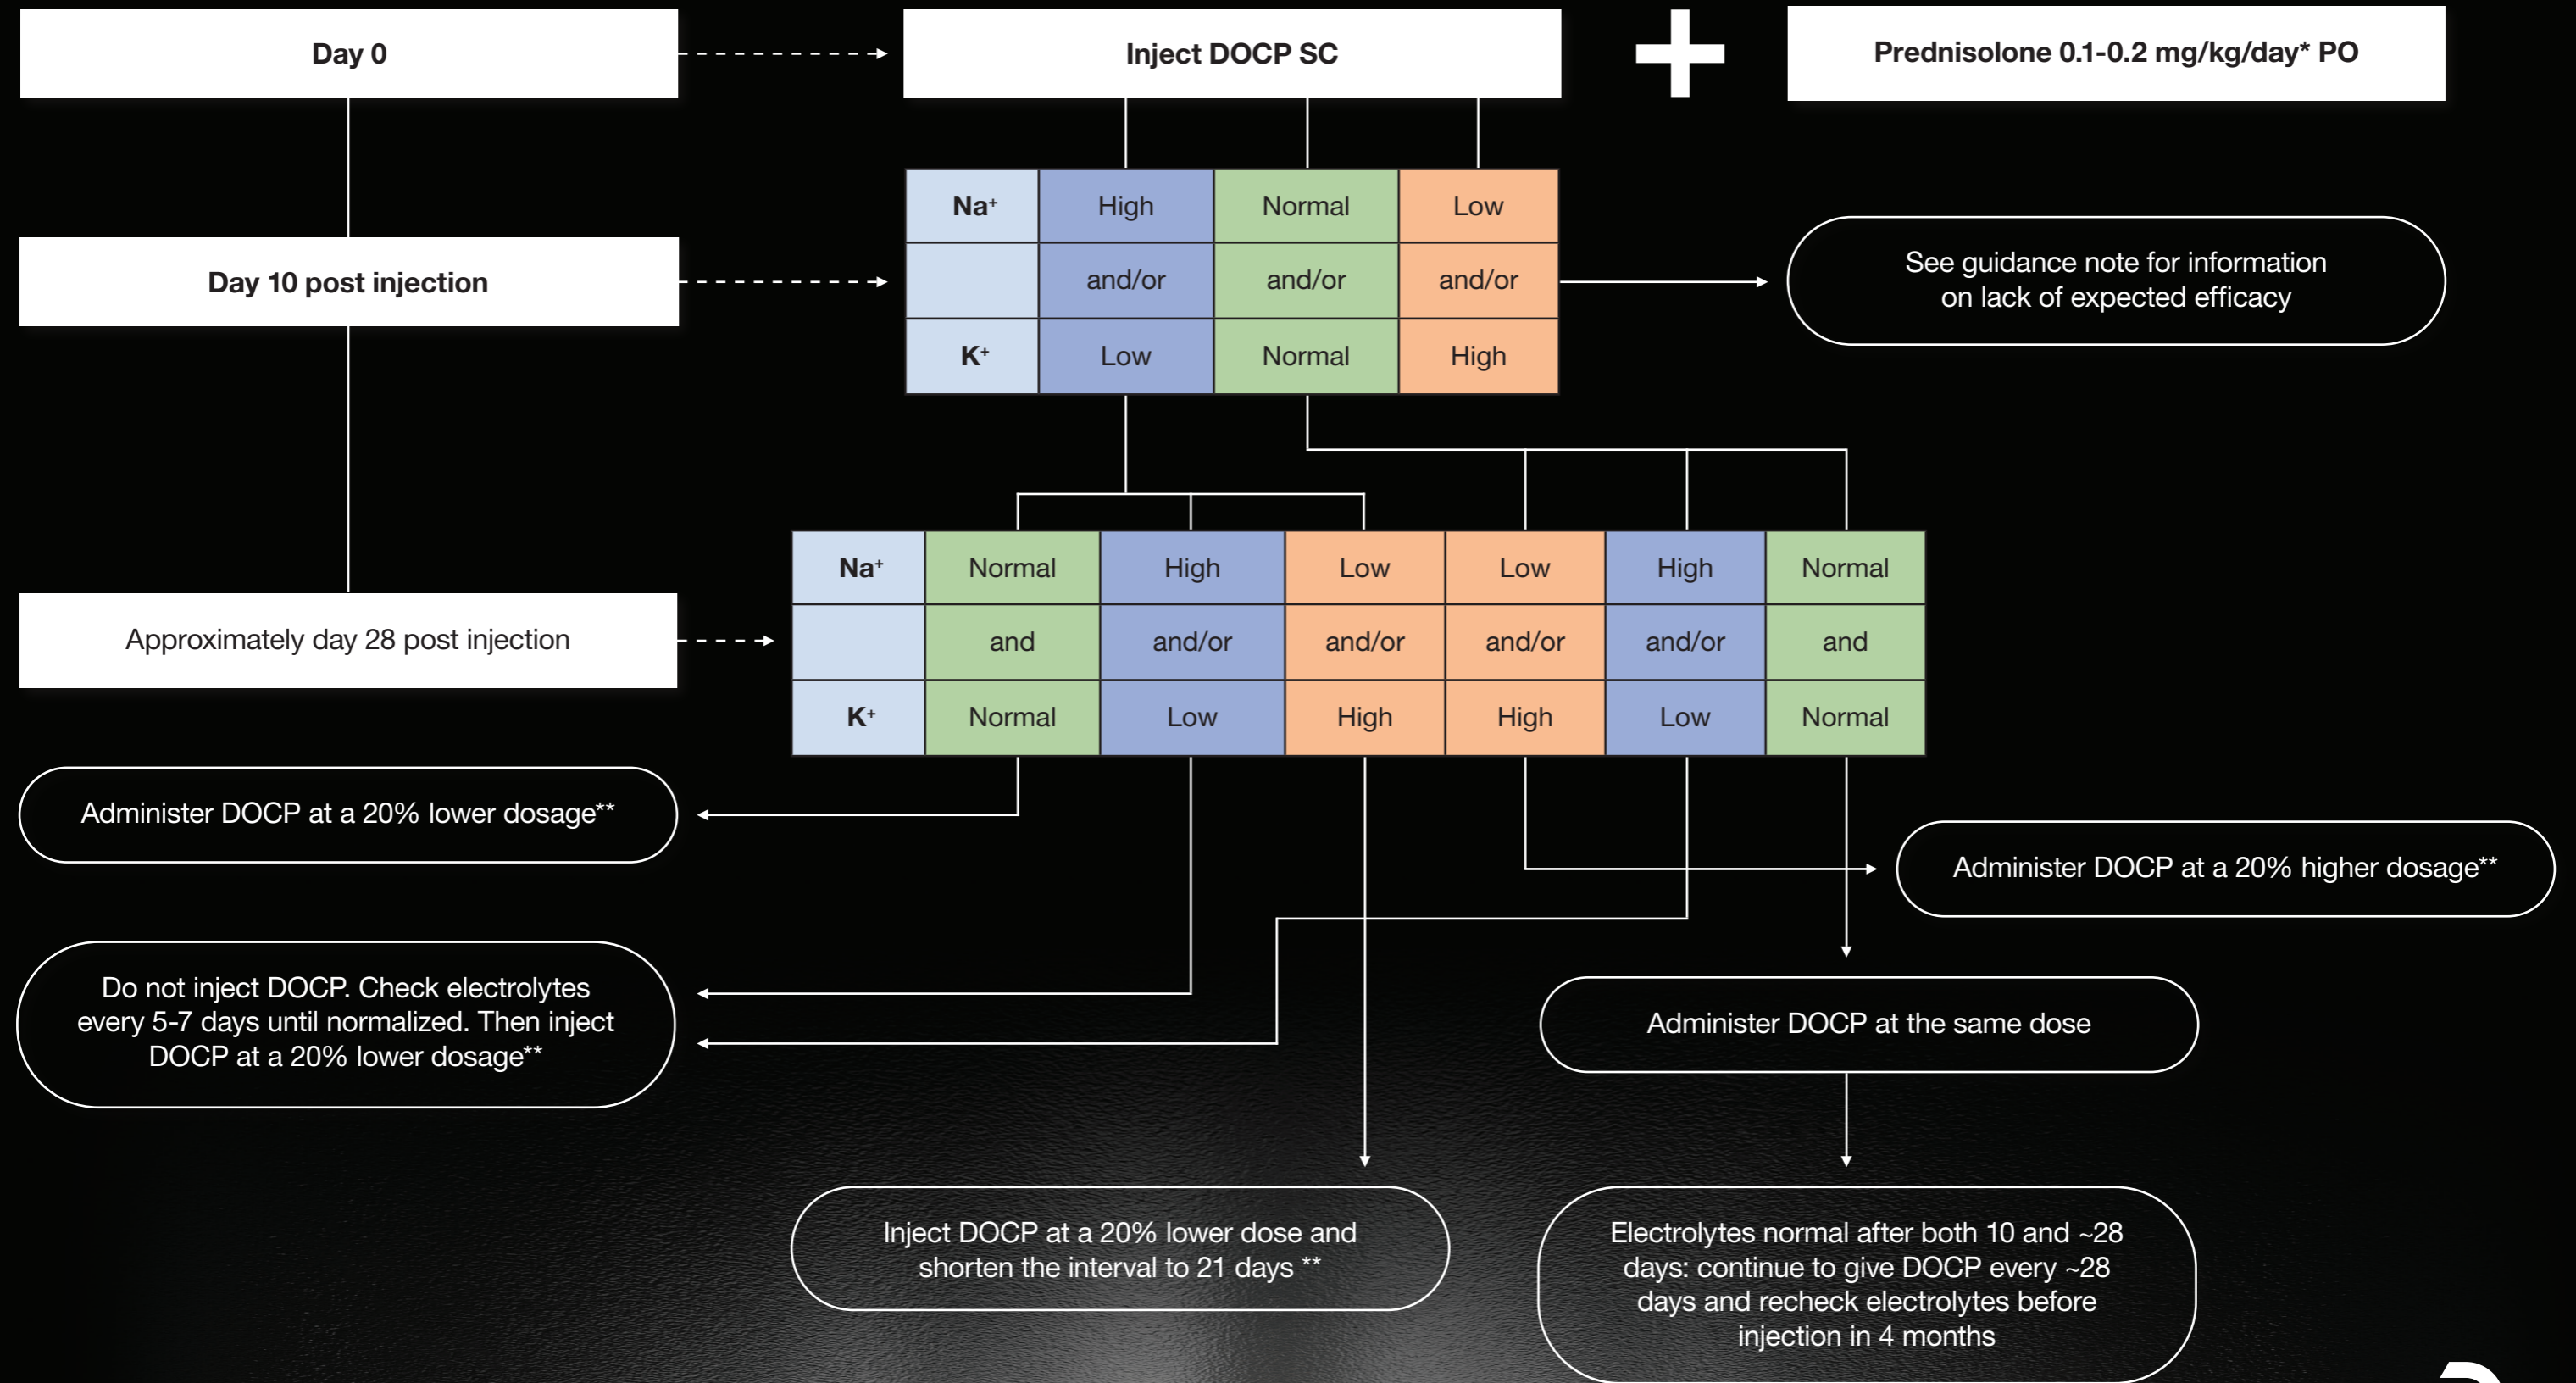 Day 0
Inject DOCP SC
Prednisolone 0.1-0.2 mg/kg/day* PO
Na⁺ High Normal Low
and/or and/or and/or
K⁺ Low Normal High
Day 10 post injection
See guidance note for information
on lack of expected efficacy
Approximately day 28 post injection
Na⁺ Normal High Low Low High Normal
and and/or and/or and/or and/or and
K⁺ Normal Low High High Low Normal
Administer DOCP at a 20% lower dosage**
Administer DOCP at a 20% higher dosage**
Do not inject DOCP. Check electrolytes
every 5-7 days until normalized. Then inject
DOCP at a 20% lower dosage**
Administer DOCP at the same dose
Inject DOCP at a 20% lower dose and
shorten the interval to 21 days **
Electrolytes normal after both 10 and ~28
days: continue to give DOCP every ~28
days and recheck electrolytes before
injection in 4 months